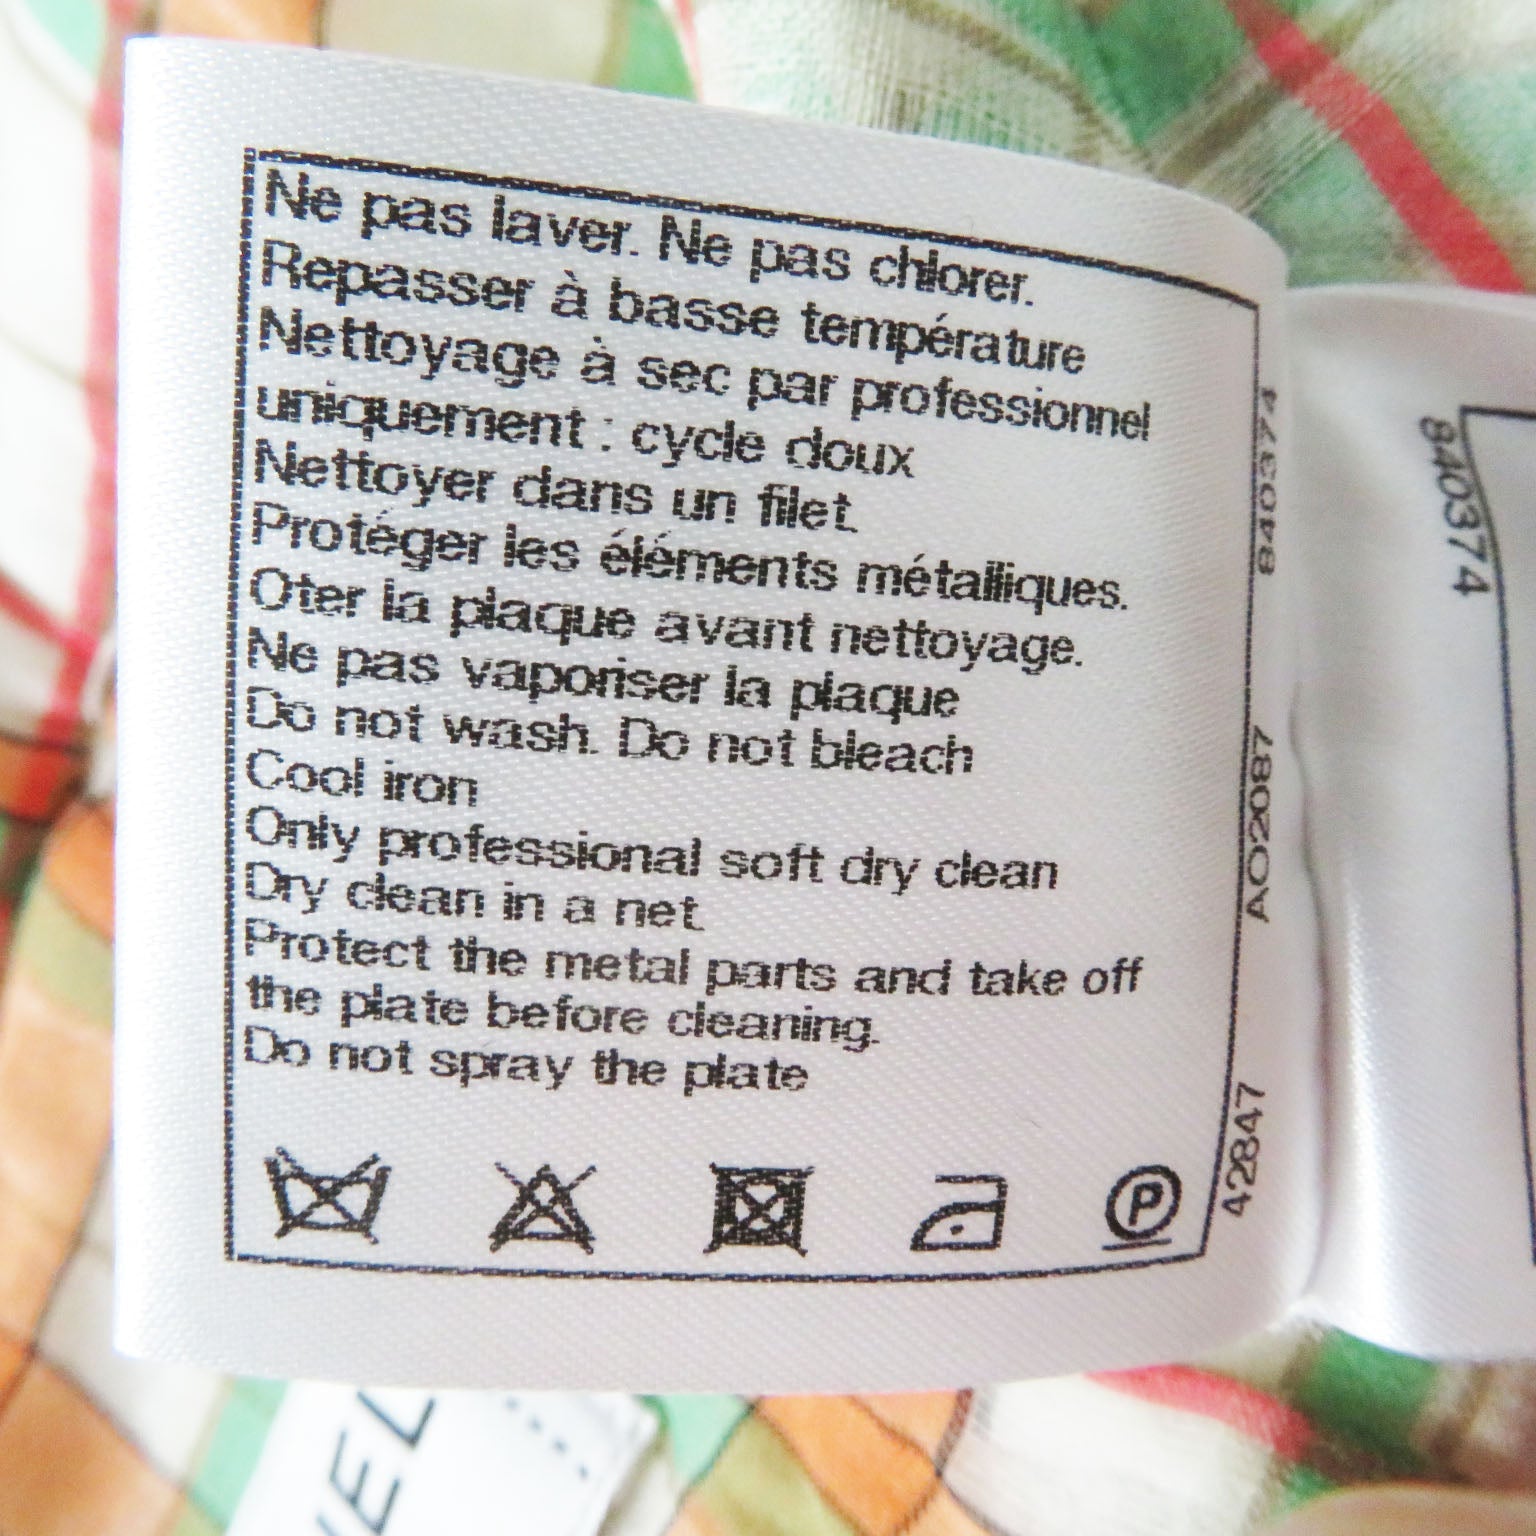 Ne pas laver. Ne pas chlorer.
Repasser à basse température
Nettoyage à sec par professionnel
uniquement : cycle doux
Nettoyer dans un filet.
Protéger les éléments métalliques.
Oter la plaque avant nettoyage.
Ne pas vaporiser la plaque
Do not wash. Do not bleach
Cool iron
Only professional soft dry clean
Dry clean in a net.
Protect the metal parts and take off
the plate before cleaning.
Do not spray the plate
P
42847 AO2087 840374
840374
NEL